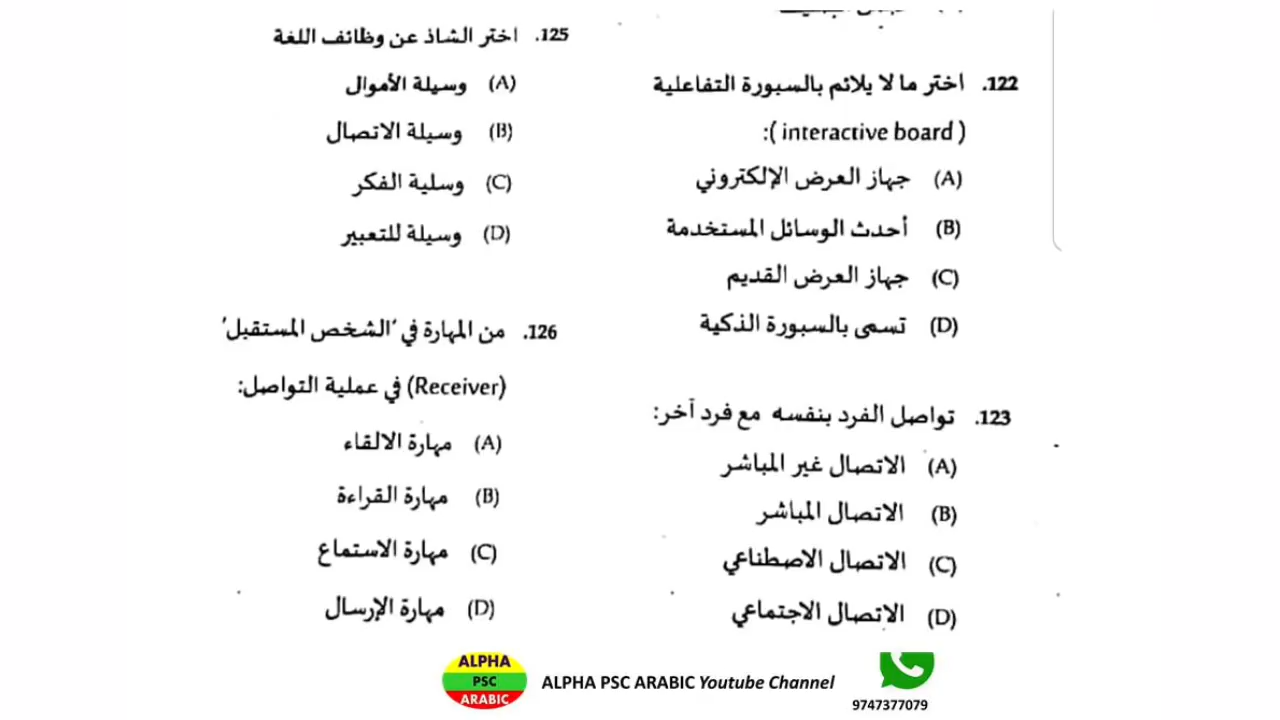 122. اختر ما لا يلائم بالسبورة التفاعلية
( interactive board ):
(A) جهاز العرض الإلكتروني
(B) أحدث الوسائل المستخدمة
(C) جهاز العرض القديم
(D) تسمى بالسبورة الذكية
123. تواصل الفرد بنفسه مع فرد آخر:
(A) الاتصال غير المباشر
(B) الاتصال المباشر
(C) الاتصال الاصطناعي
(D) الاتصال الاجتماعي
125. اختر الشاذ عن وظائف اللغة
(A) وسيلة الأموال
(B) وسيلة الاتصال
(C) وسلية الفكر
(D) وسيلة للتعبير
126. من المهارة في 'الشخص المستقبل'
(Receiver) في عملية التواصل:
(A) مهارة الالقاء
(B) مهارة القراءة
(C) مهارة الاستماع
(D) مهارة الإرسال
ALPHA
PSC
ARABIC
ALPHA PSC ARABIC Youtube Channel
9747377079